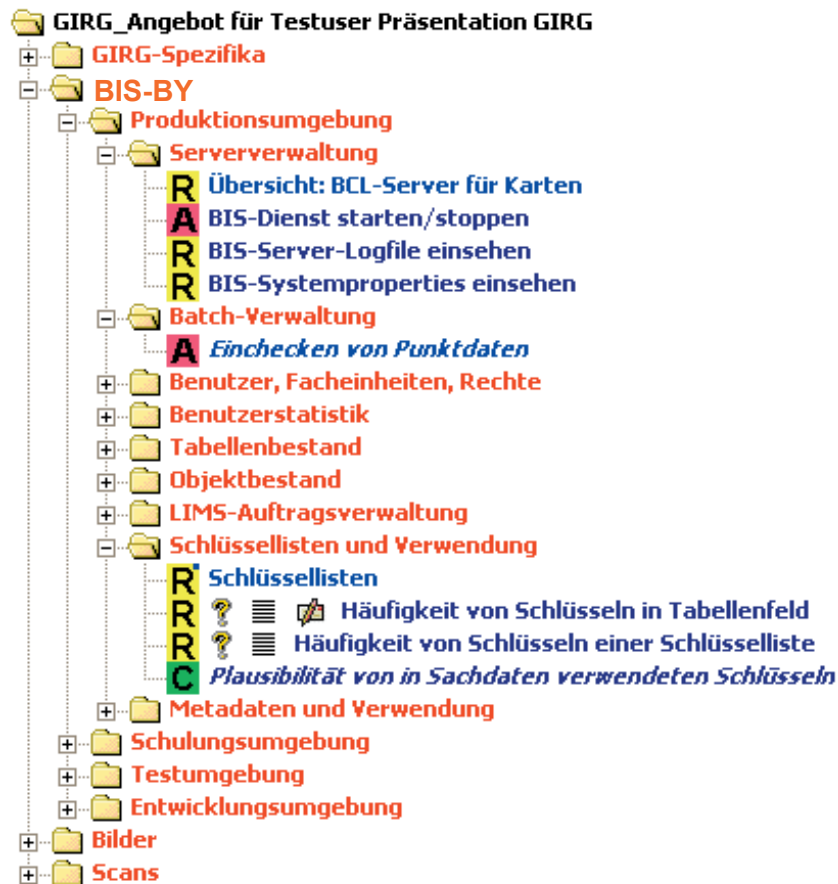 GIRG_Angebot für Testuser Präsentation GIRG
GIRG-Spezifika
BIS-BY
Produktionsumgebung
Serververwaltung
R Übersicht: BCL-Server für Karten
A BIS-Dienst starten/stoppen
R BIS-Server-Logfile einsehen
R BIS-Systemproperties einsehen
Batch-Verwaltung
A Einchecken von Punktdaten
Benutzer, Facheinheiten, Rechte
Benutzerstatistik
Tabellenbestand
Objektbestand
LIMS-Auftragsverwaltung
Schlüssellisten und Verwendung
R Schlüssellisten
R ? Häufigkeit von Schlüsseln in Tabellenfeld
R ? Häufigkeit von Schlüsseln einer Schlüsselliste
C Plausibilität von in Sachdaten verwendeten Schlüsseln
Metadaten und Verwendung
Schulungsumgebung
Testumgebung
Entwicklungsumgebung
Bilder
Scans